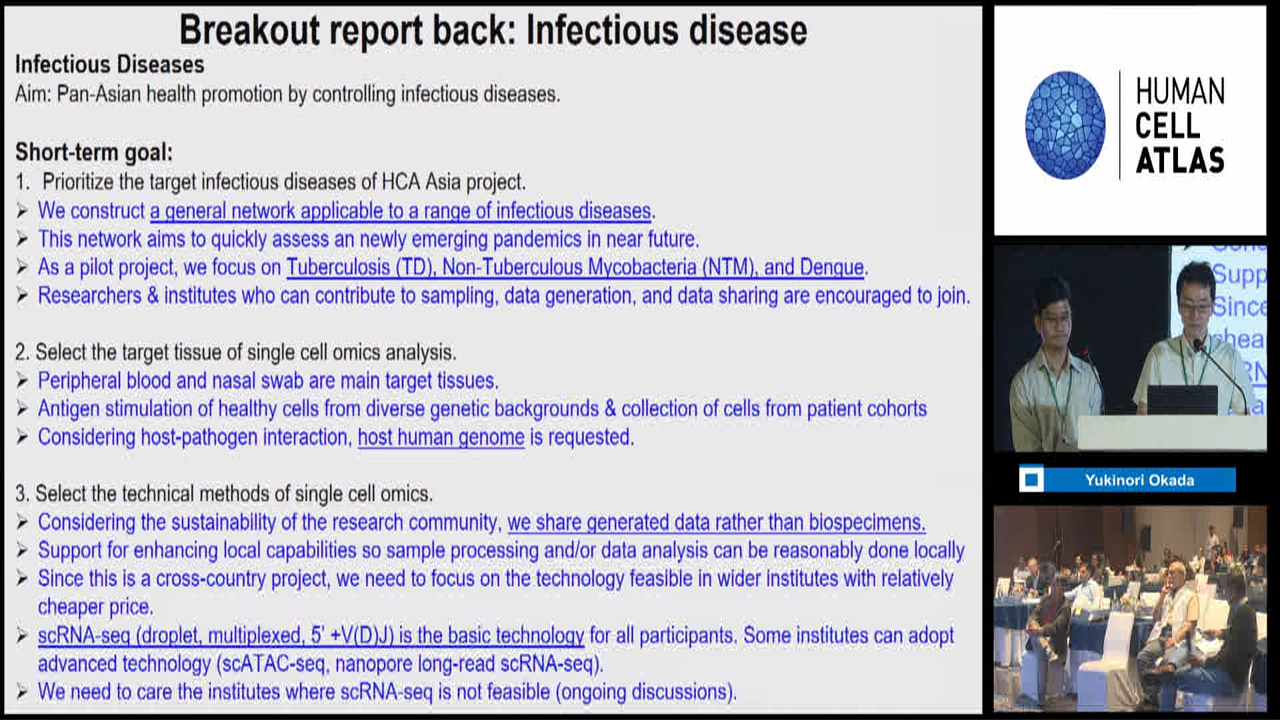 Breakout report back: Infectious disease
Infectious Diseases
Aim: Pan-Asian health promotion by controlling infectious diseases.
Short-term goal:
1. Prioritize the target infectious diseases of HCA Asia project.
➢ We construct a general network applicable to a range of infectious diseases.
➢ This network aims to quickly assess an newly emerging pandemics in near future.
➢ As a pilot project, we focus on Tuberculosis (TD), Non-Tuberculous Mycobacteria (NTM), and Dengue.
➢ Researchers & institutes who can contribute to sampling, data generation, and data sharing are encouraged to join.
2. Select the target tissue of single cell omics analysis.
➢ Peripheral blood and nasal swab are main target tissues.
➢ Antigen stimulation of healthy cells from diverse genetic backgrounds & collection of cells from patient cohorts
➢ Considering host-pathogen interaction, host human genome is requested.
3. Select the technical methods of single cell omics.
➢ Considering the sustainability of the research community, we share generated data rather than biospecimens.
➢ Support for enhancing local capabilities so sample processing and/or data analysis can be reasonably done locally
➢ Since this is a cross-country project, we need to focus on the technology feasible in wider institutes with relatively
cheaper price.
➢ scRNA-seq (droplet, multiplexed, 5' +V(D)J) is the basic technology for all participants. Some institutes can adopt
advanced technology (scATAC-seq, nanopore long-read scRNA-seq).
➢ We need to care the institutes where scRNA-seq is not feasible (ongoing discussions).
HUMAN
CELL
ATLAS
Supp
Since
Yukinori Okada